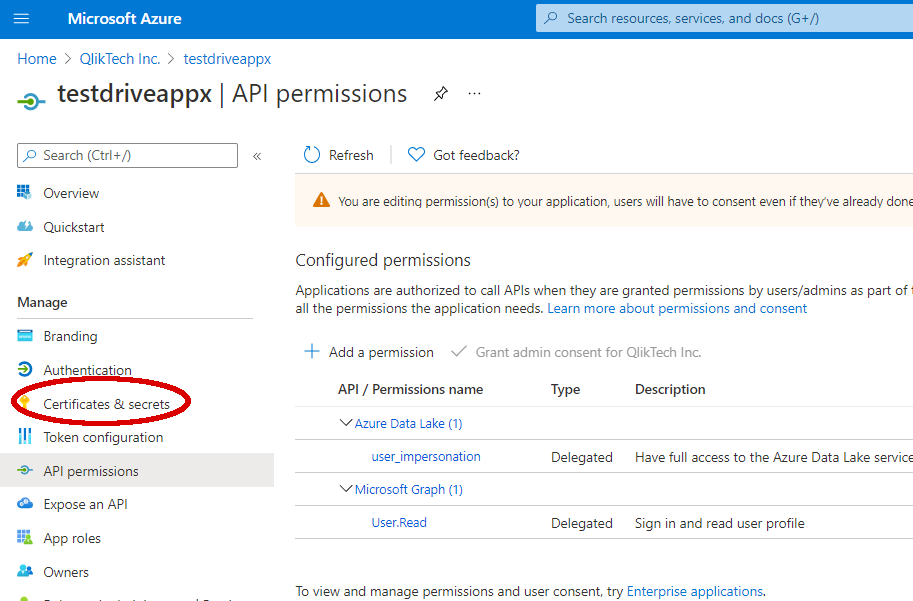 Microsoft Azure
Search resources, services, and docs (G+/)
Home > QlikTech Inc. > testdriveappx
testdriveappx | API permissions
Search (Ctrl+/)
«
Overview
Quickstart
Integration assistant
Manage
Branding
Authentication
Certificates & secrets
Token configuration
API permissions
Expose an API
App roles
Owners
Refresh
Got feedback?
You are editing permission(s) to your application, users will have to consent even if they've already done
Configured permissions
Applications are authorized to call APIs when they are granted permissions by users/admins as part of
all the permissions the application needs. Learn more about permissions and consent
Add a permission
Grant admin consent for QlikTech Inc.
API / Permissions name Type Description
Azure Data Lake (1)
user_impersonation Delegated Have full access to the Azure Data Lake service
Microsoft Graph (1)
User.Read Delegated Sign in and read user profile
To view and manage permissions and user consent, try Enterprise applications.